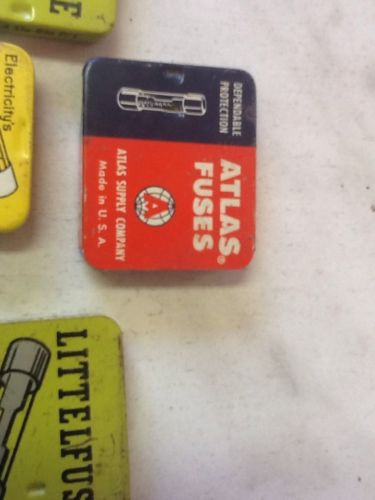 DEPENDABLE
PROTECTION
ATLAS®
FUSES
ATLAS SUPPLY COMPANY
Made in U. S. A.
A
Electricity's
LITTELFUS
E